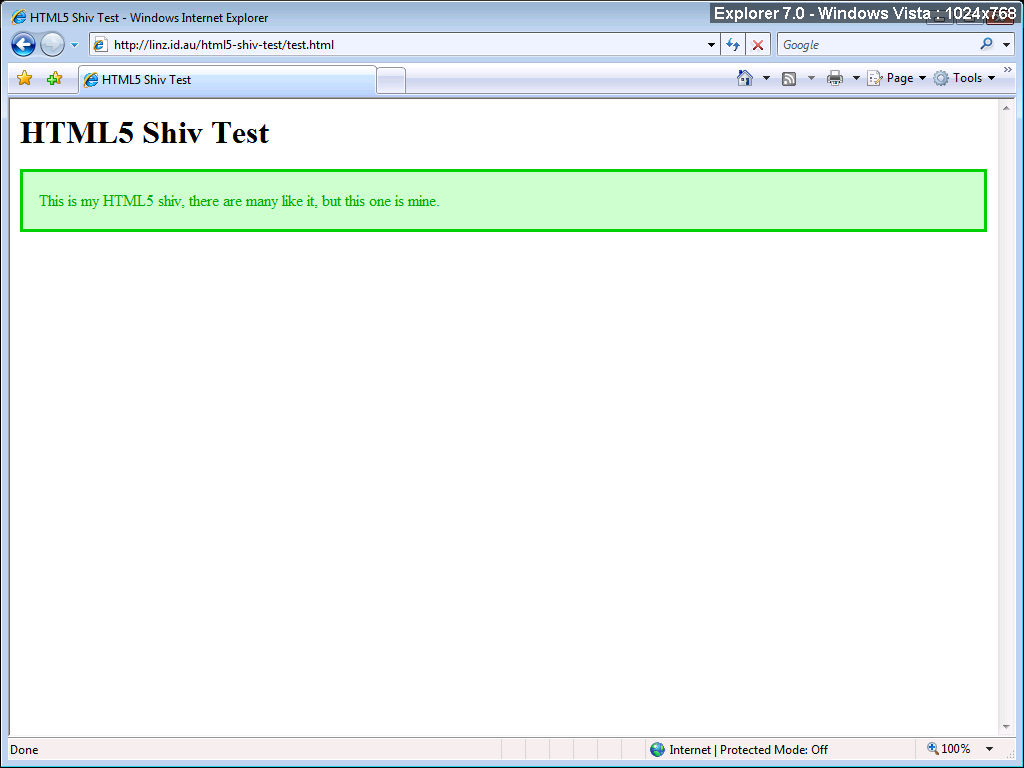 HTML5 Shiv Test - Windows Internet Explorer
Explorer 7.0 - Windows Vista : 1024x768
http://linz.id.au/html5-shiv-test/test.html
Google
HTML5 Shiv Test
Page
Tools
HTML5 Shiv Test
This is my HTML5 shiv, there are many like it, but this one is mine.
Done
Internet | Protected Mode: Off
100%